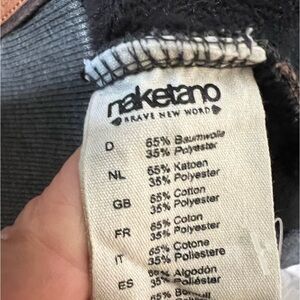 naketano
BRAVE NEW WORD
D 65% Baumwolle
35% Polyester
NL 65% Katoen
35% Polyester
GB 65% Cotton
35% Polyester
FR 65% Coton
35% Polyester
IT 65% Cotone
35% Poliestere
ES 65% Algodón
35% Poliéster
65%